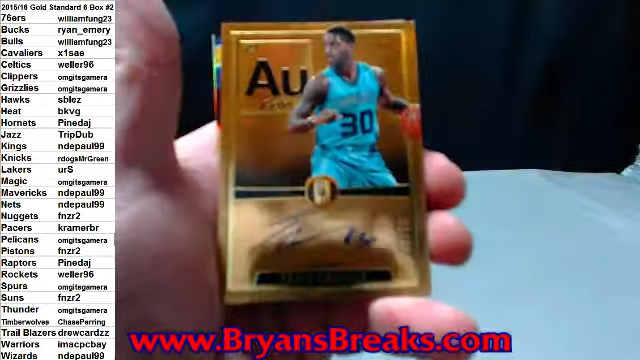 2015/16 Gold Standard 6 Box #2
76ers williamfung23
Bucks ryan_emery
Bulls williamfung23
Cavaliers x1sae
Celtics weller96
Clippers omgitsgamera
Grizzlies omgitsgamera
Hawks sblez
Heat bkvg
Hornets Pinedaj
Jazz TripDub
Kings ndepaul99
Knicks rdogsMrGreen
Lakers urS
Magic omgitsgamera
Mavericks ndepaul99
Nets ndepaul99
Nuggets fnzr2
Pacers kramerbr
Pelicans omgitsgamera
Pistons fnzr2
Raptors Pinedaj
Rockets weller96
Spurs omgitsgamera
Suns fnzr2
Thunder omgitsgamera
Timberwolves ChasePerring
Trail Blazers drewcardzz
Warriors imacpcbay
Wizards ndepaul99
Au
30
www.BryansBreaks.com